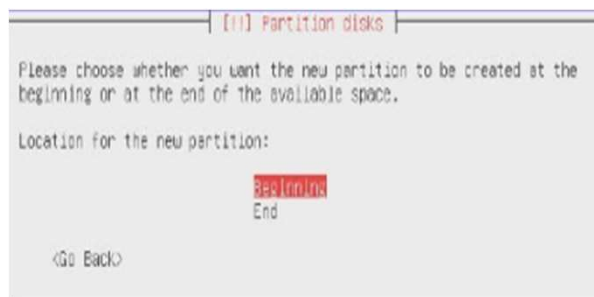 [!!] Partition disks
Please choose whether you want the new partition to be created at the
beginning or at the end of the available space.
Location for the new partition:
Beginning
End
<Go Back>